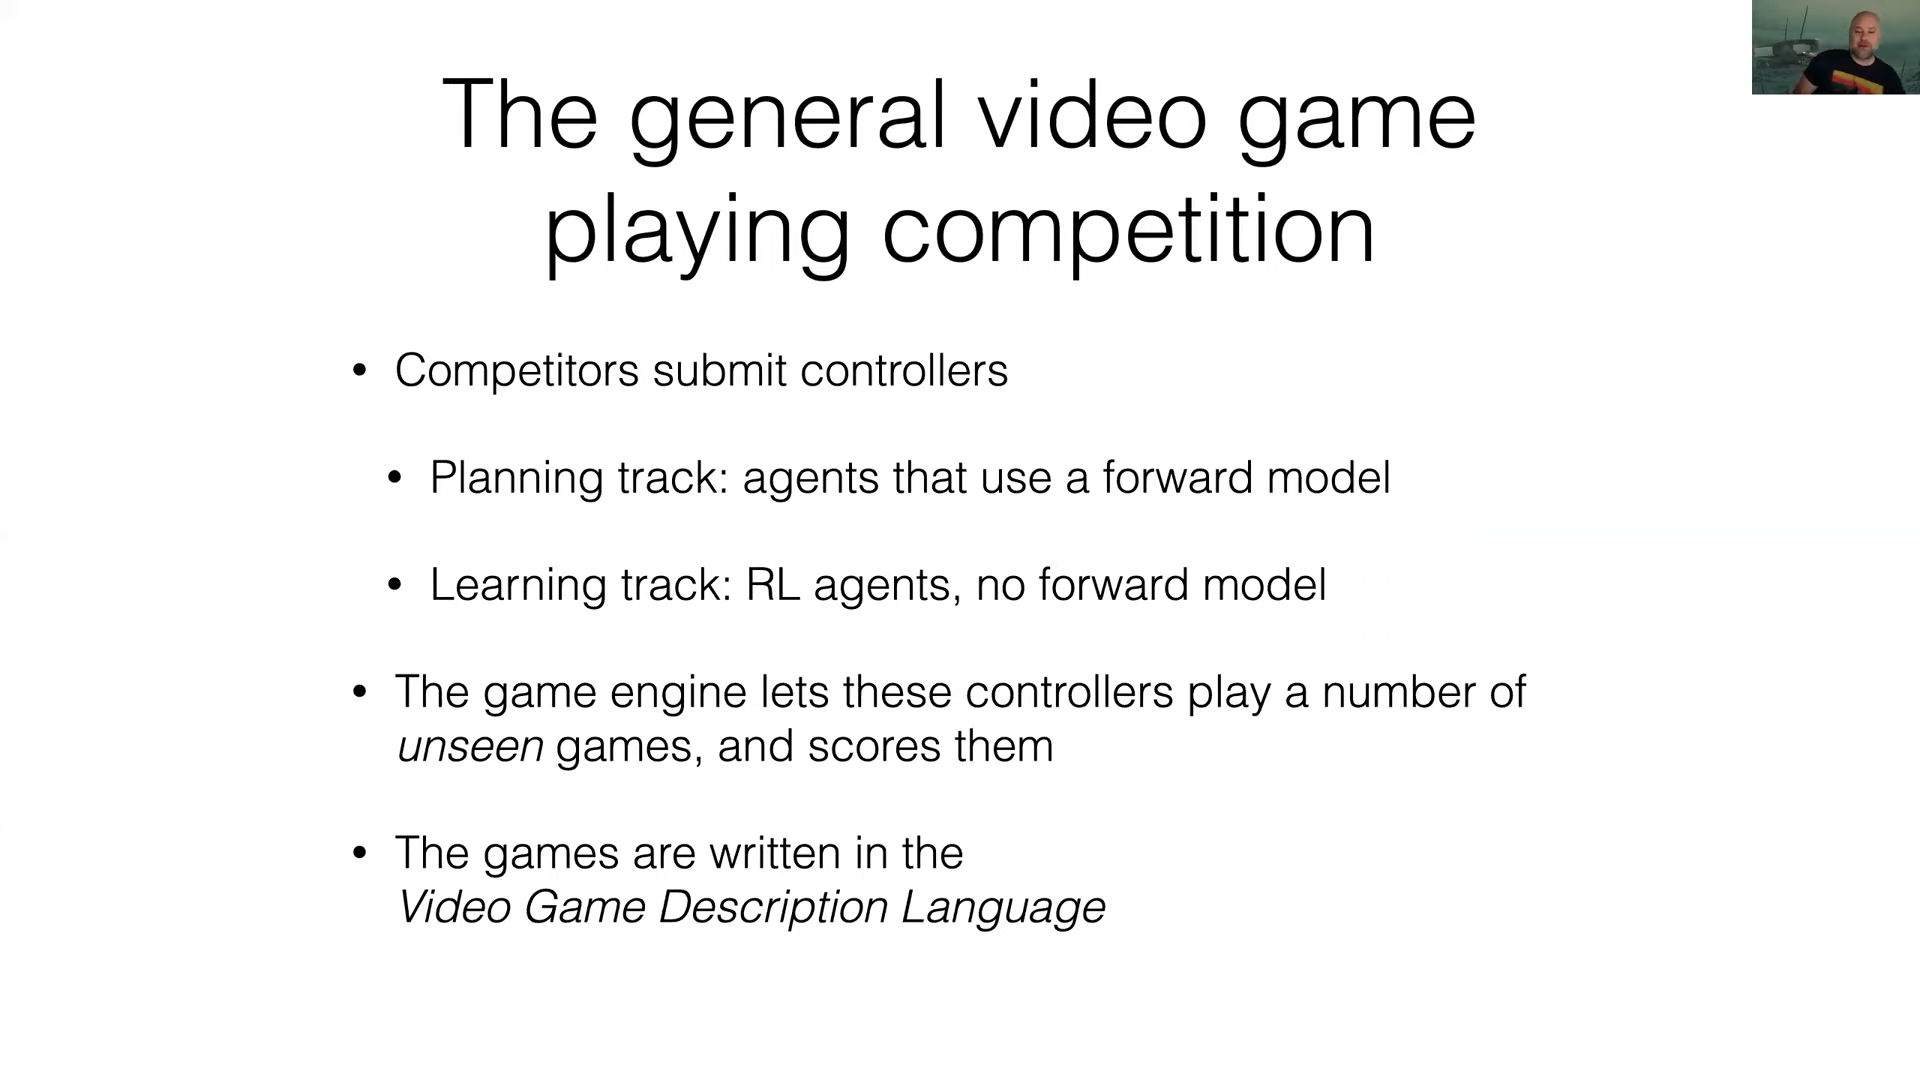 The general video game
playing competition
• Competitors submit controllers
• Planning track: agents that use a forward model
• Learning track: RL agents, no forward model
• The game engine lets these controllers play a number of
unseen games, and scores them
• The games are written in the
Video Game Description Language